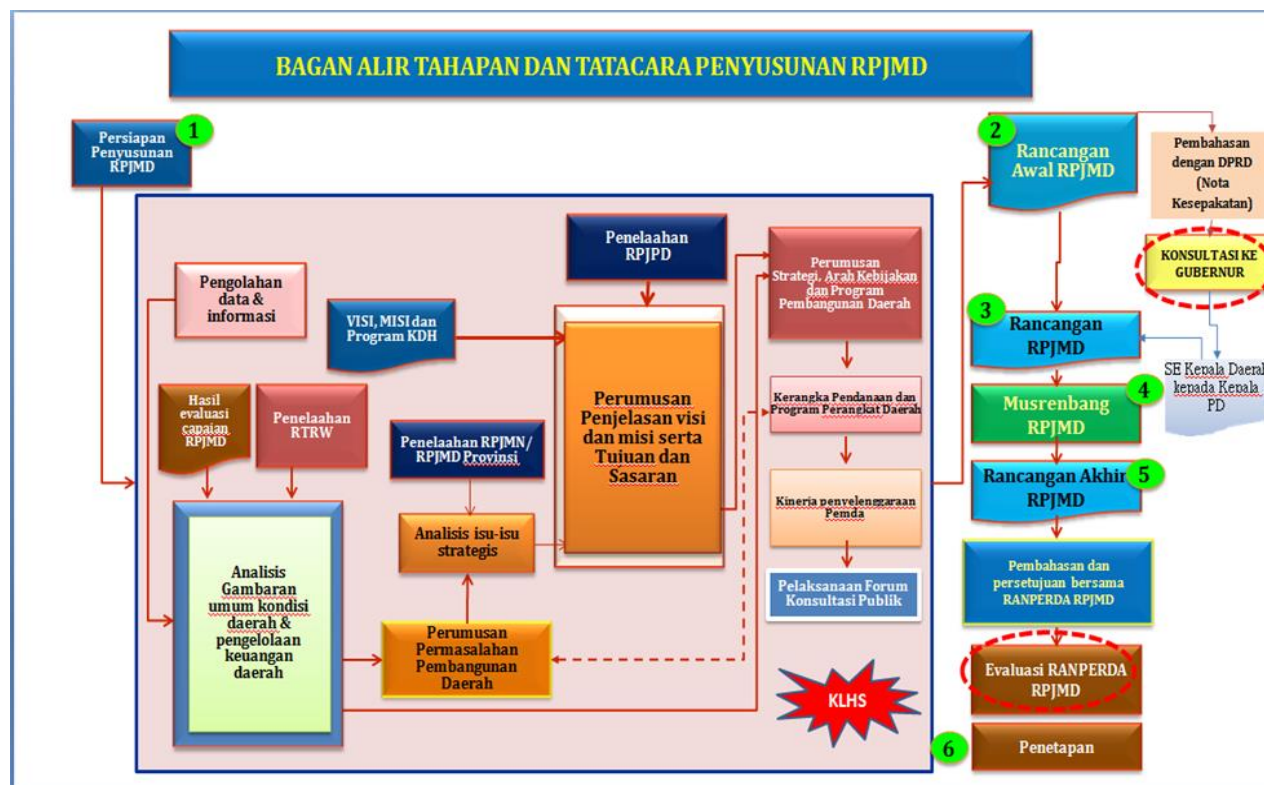 BAGAN ALIR TAHAPAN DAN TATACARA PENYUSUNAN RPJMD
1
Persiapan
Penyusunan
RPJMD
2
Rancangan
Awal RPJMD
Pembahasan
dengan DPRD
(Nota
Kesepakatan)
KONSULTASI KE
GUBERNUR
Pengolahan
data &
informasi
Penelaahan
RPJPD
Perumusan
Strategi, Arah Kebijakan
dan Program
Pembangunan Daerah
VISI, MISI dan
Program KDH
3
Rancangan
RPJMD
SE Kepala Daerah
kepada Kepala
PD
Hasil
evaluasi
capaian
RPJMD
Penelaahan
RTRW
Perumusan
Penjelasan visi
dan misi serta
Tujuan dan
Sasaran
Kerangka Pendanaan dan
Program Perangkat Daerah
4
Musrenbang
RPJMD
Penelaahan RPJMN/
RPJMD Provinsi
5
Rancangan Akhir
RPJMD
Kinerja penyelenggaraan
Pemda
Analisis isu-isu
strategis
Analisis
Gambaran
umum kondisi
daerah &
pengelolaan
keuangan
daerah
Pelaksanaan Forum
Konsultasi Publik
Pembahasan dan
persetujuan bersama
RANPERDA RPJMD
Perumusan
Permasalahan
Pembangunan
Daerah
KLHS
Evaluasi RANPERDA
RPJMD
6
Penetapan